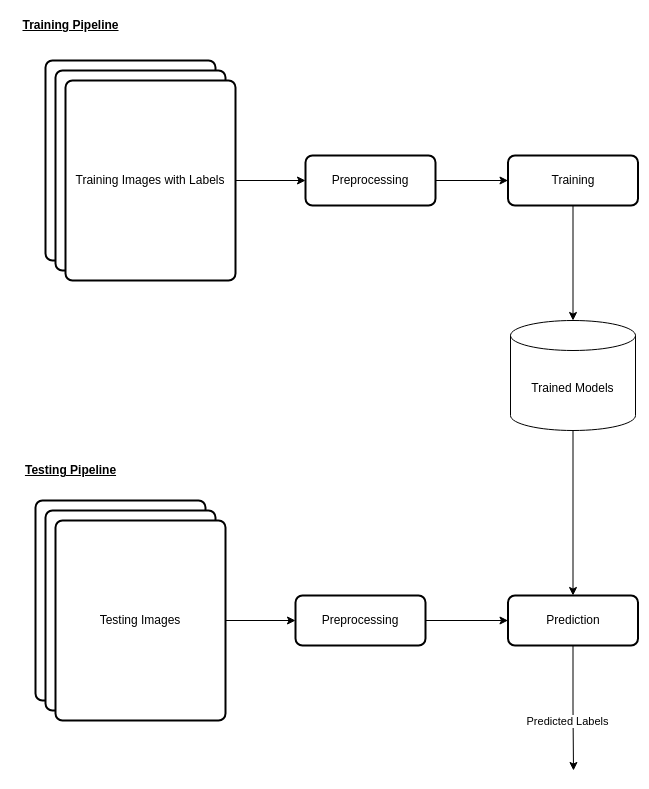 Training Pipeline
Training Images with Labels
Preprocessing
Training
Trained Models
Testing Pipeline
Testing Images
Preprocessing
Prediction
Predicted Labels